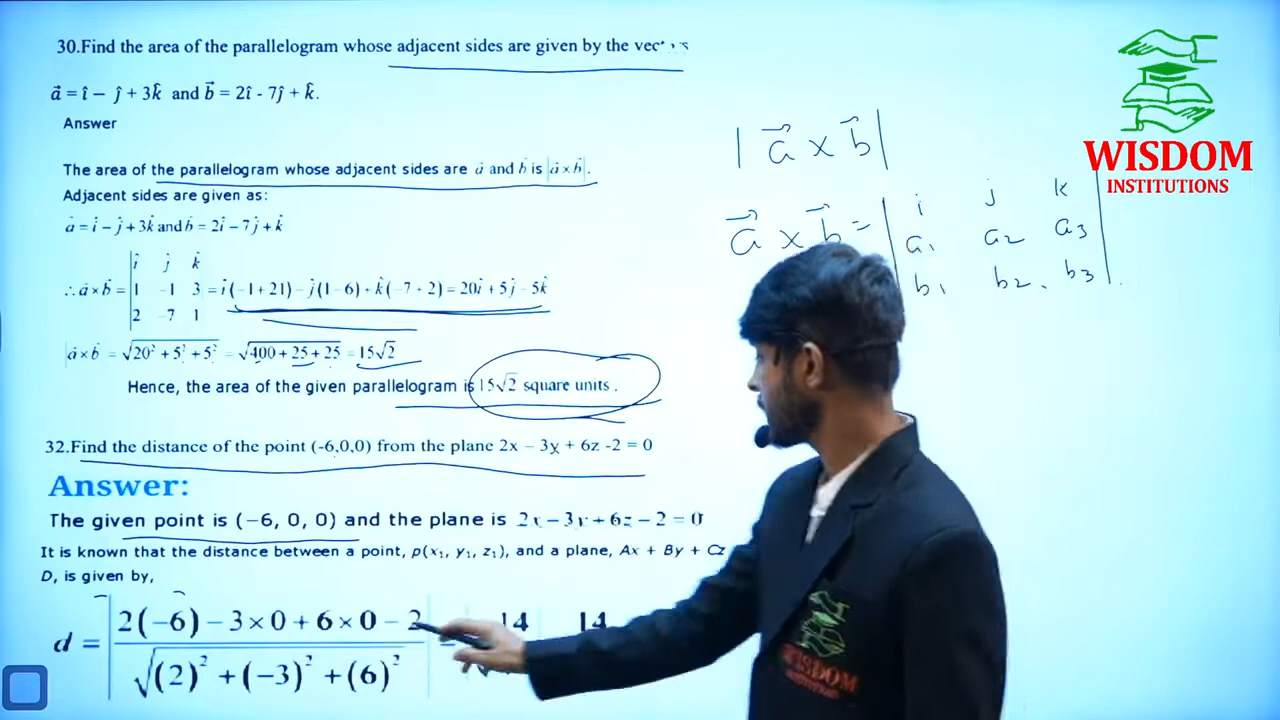 30.Find the area of the parallelogram whose adjacent sides are given by the
a⃗ = î − ĵ + 3k̂ and b⃗ = 2î - 7ĵ + k̂.
Answer
The area of the parallelogram whose adjacent sides are a⃗ and b⃗ is |a⃗ × b⃗|.
Adjacent sides are given as:
a⃗ = î − ĵ + 3k̂ and b⃗ = 2î − 7ĵ + k̂
î ĵ k̂
∴ a⃗ × b⃗ = |1 −1 3| = î(−1 + 21) − ĵ(1 − 6) + k̂(−7 + 2) = 20î + 5ĵ − 5k̂
2 −7 1
|a⃗ × b⃗ = √20² + 5² + 5² = √400 + 25 + 25 = 15√2
Hence, the area of the given parallelogram is 15√2 square units .
32.Find the distance of the point (-6,0,0) from the plane 2x − 3y + 6z -2 = 0
Answer:
The given point is (−6, 0, 0) and the plane is 2x − 3y + 6z − 2 = 0
It is known that the distance between a point, p(x₁, y₁, z₁), and a plane, Ax + By + Cz
D, is given by,
d = |2(−6) − 3×0 + 6×0 − 2| = 14 14
√(2)² + (−3)² + (6)²
|a⃗ × b⃗|
i j k
a⃗ × b⃗ = |a₁ a₂ a₃|
b₁ b₂ b₃
WISDOM
INSTITUTIONS
WISDOM